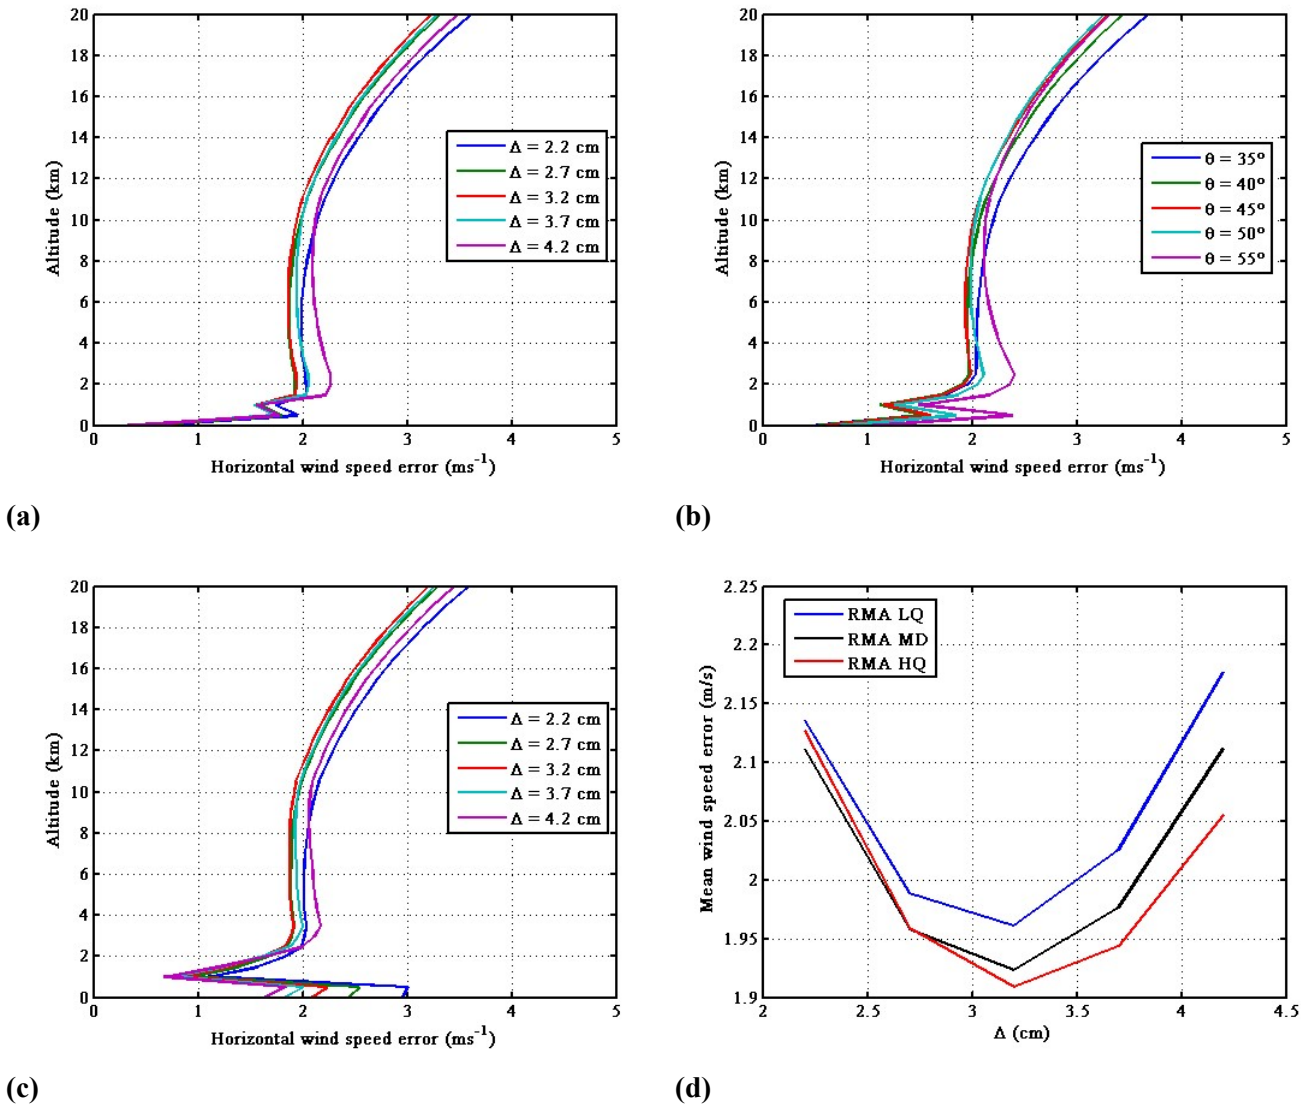 20
18
16
14
12
10
8
6
4
2
0
Altitude (km)
Δ = 2.2 cm
Δ = 2.7 cm
Δ = 3.2 cm
Δ = 3.7 cm
Δ = 4.2 cm
0 1 2 3 4 5
Horizontal wind speed error (ms⁻¹)
(a)
20
18
16
14
12
10
8
6
4
2
0
Altitude (km)
θ = 35º
θ = 40º
θ = 45º
θ = 50º
θ = 55º
0 1 2 3 4 5
Horizontal wind speed error (ms⁻¹)
(b)
20
18
16
14
12
10
8
6
4
2
0
Altitude (km)
Δ = 2.2 cm
Δ = 2.7 cm
Δ = 3.2 cm
Δ = 3.7 cm
Δ = 4.2 cm
0 1 2 3 4 5
Horizontal wind speed error (ms⁻¹)
(c)
2.25
2.2
2.15
2.1
2.05
2
1.95
1.9
Mean wind speed error (m/s)
RMA LQ
RMA MD
RMA HQ
2 2.5 3 3.5 4 4.5
Δ (cm)
(d)